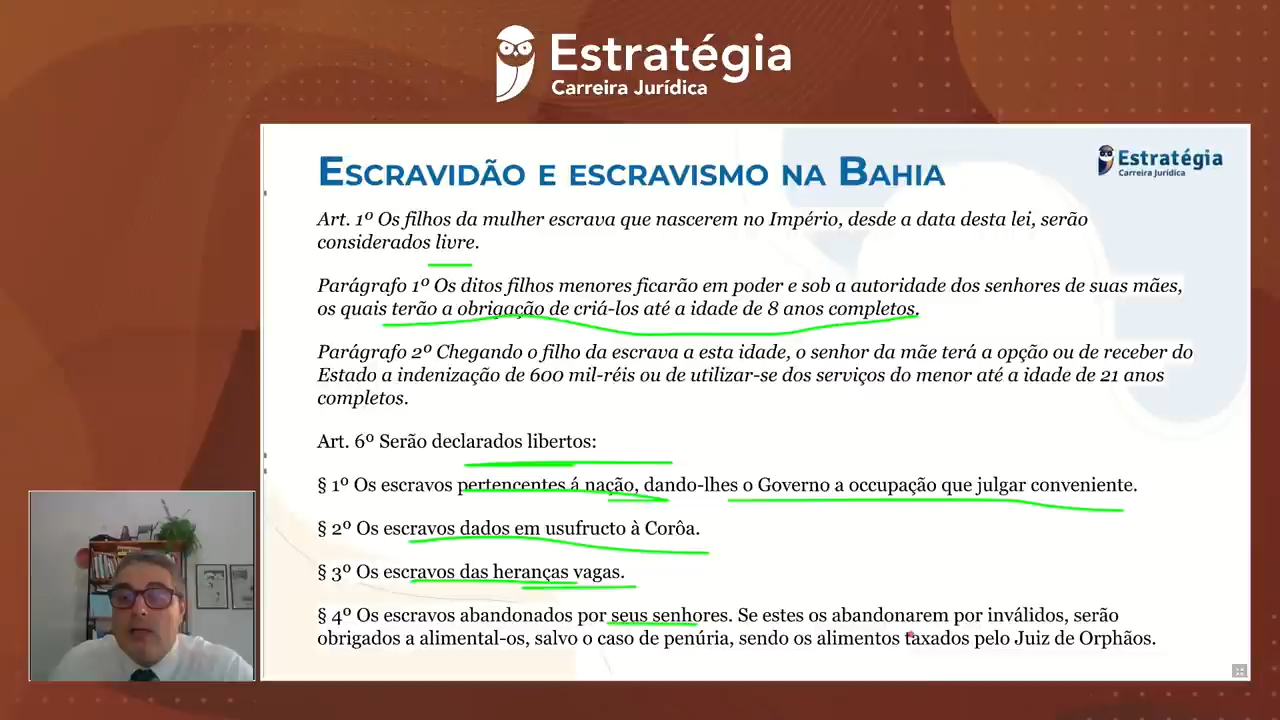 Estratégia
Carreira Jurídica
Estratégia
Carreira Jurídica
ESCRAVIDÃO E ESCRAVISMO NA BAHIA
Art. 1º Os filhos da mulher escrava que nascerem no Império, desde a data desta lei, serão
considerados livre.
Parágrafo 1º Os ditos filhos menores ficarão em poder e sob a autoridade dos senhores de suas mães,
os quais terão a obrigação de criá-los até a idade de 8 anos completos.
Parágrafo 2º Chegando o filho da escrava a esta idade, o senhor da mãe terá a opção ou de receber do
Estado a indenização de 600 mil-réis ou de utilizar-se dos serviços do menor até a idade de 21 anos
completos.
Art. 6º Serão declarados libertos:
§ 1º Os escravos pertencentes á nação, dando-lhes o Governo a occupação que julgar conveniente.
§ 2º Os escravos dados em usufructo à Corôa.
§ 3º Os escravos das heranças vagas.
§ 4º Os escravos abandonados por seus senhores. Se estes os abandonarem por inválidos, serão
obrigados a alimental-os, salvo o caso de penúria, sendo os alimentos taxados pelo Juiz de Orphãos.